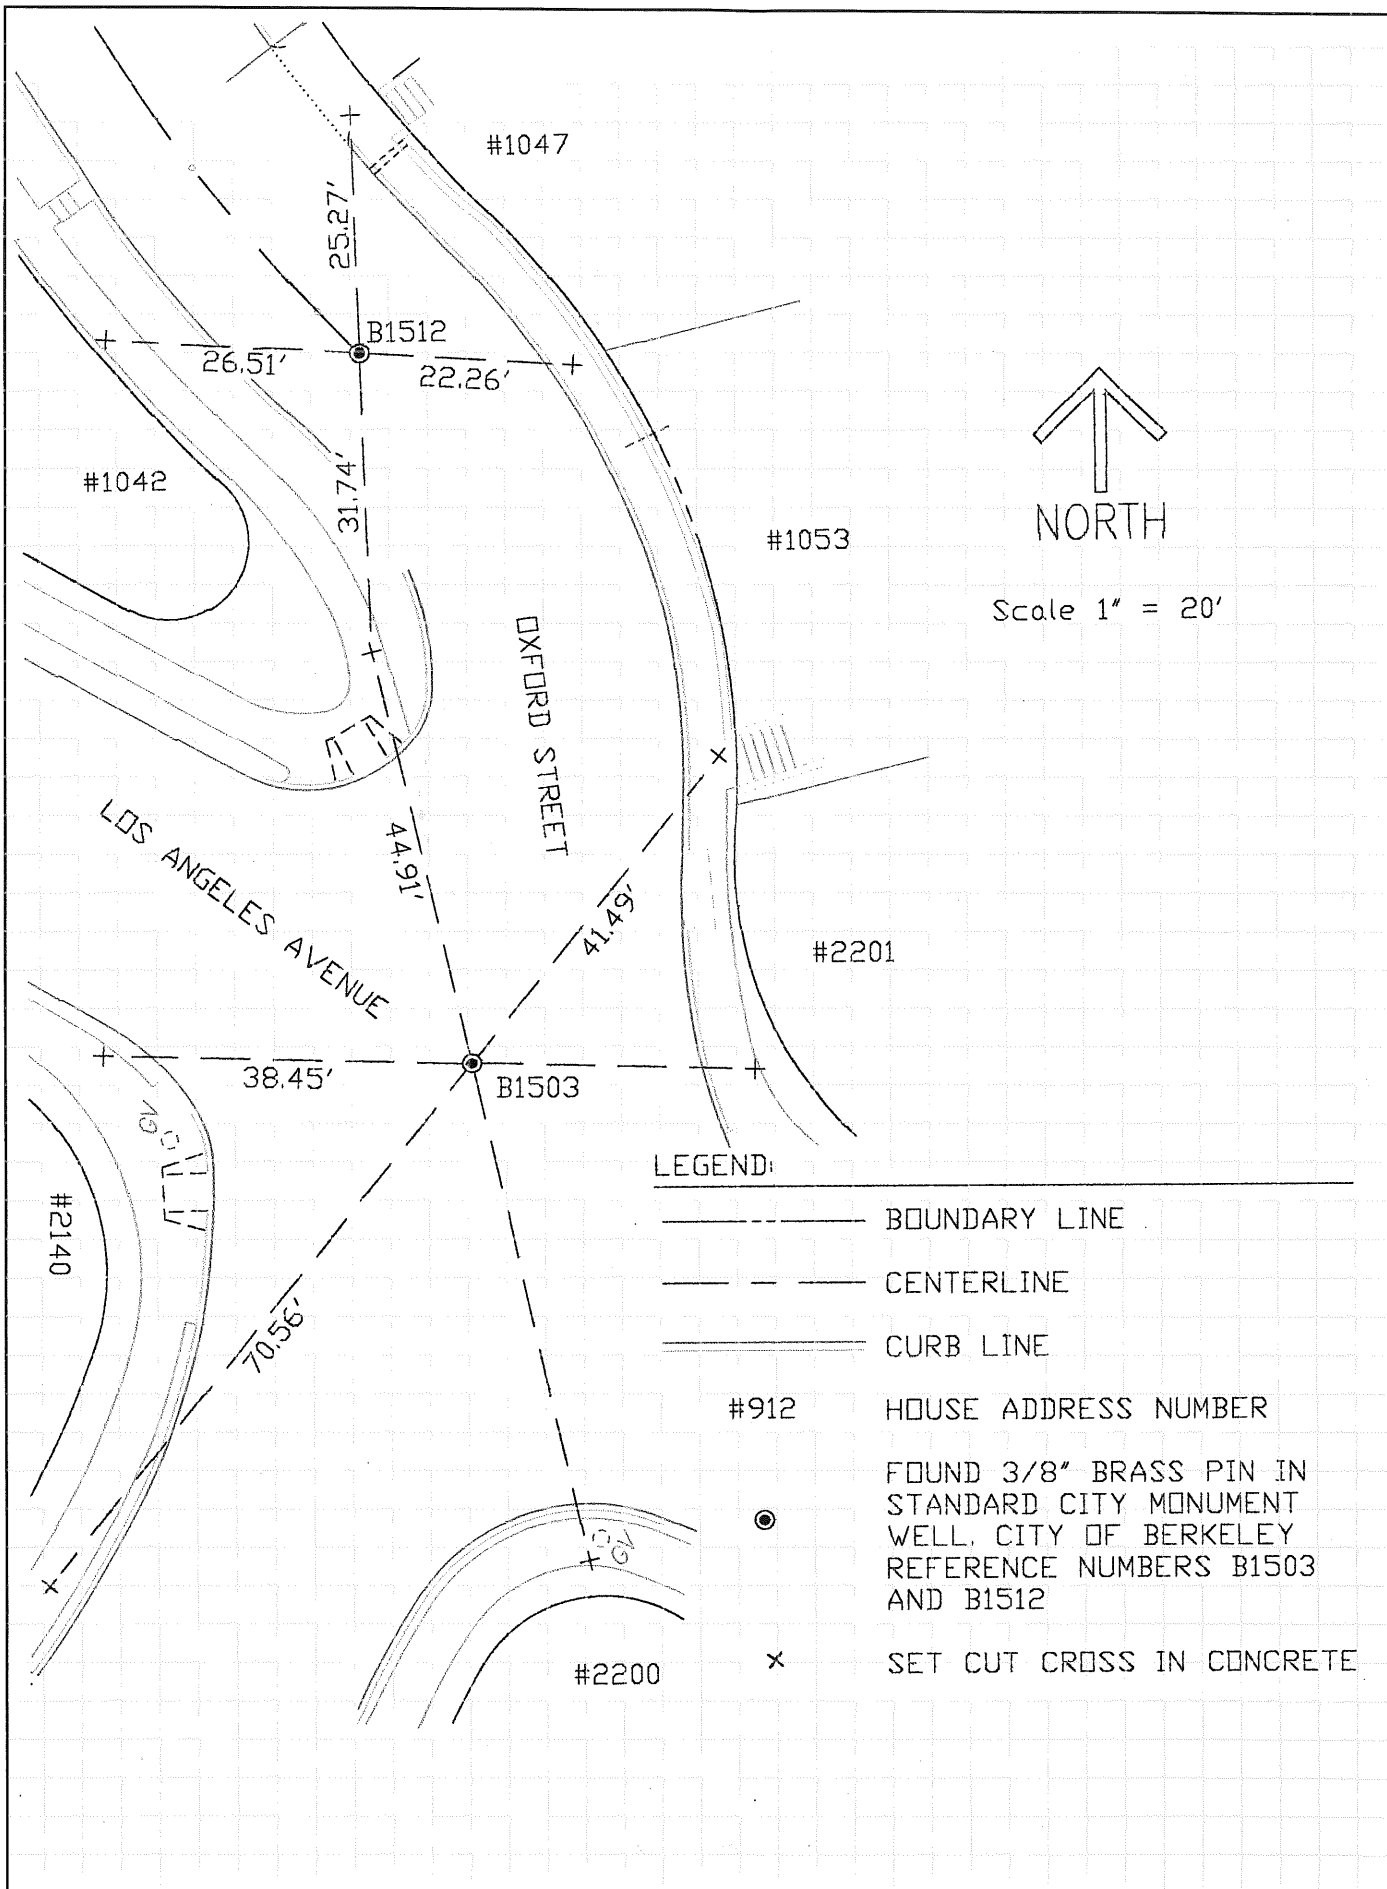 #1047
25.27'
B1512
26.51'
22.26'
#1042
31.74'
#1053
NORTH
Scale 1" = 20'
OXFORD STREET
LOS ANGELES AVENUE
44.91'
41.49'
#2201
38.45'
B1503
GV
#2140
70.56'
GV
#2200
LEGEND:
BOUNDARY LINE
CENTERLINE
CURB LINE
#912 HOUSE ADDRESS NUMBER
FOUND 3/8" BRASS PIN IN
STANDARD CITY MONUMENT
WELL. CITY OF BERKELEY
REFERENCE NUMBERS B1503
AND B1512
SET CUT CROSS IN CONCRETE